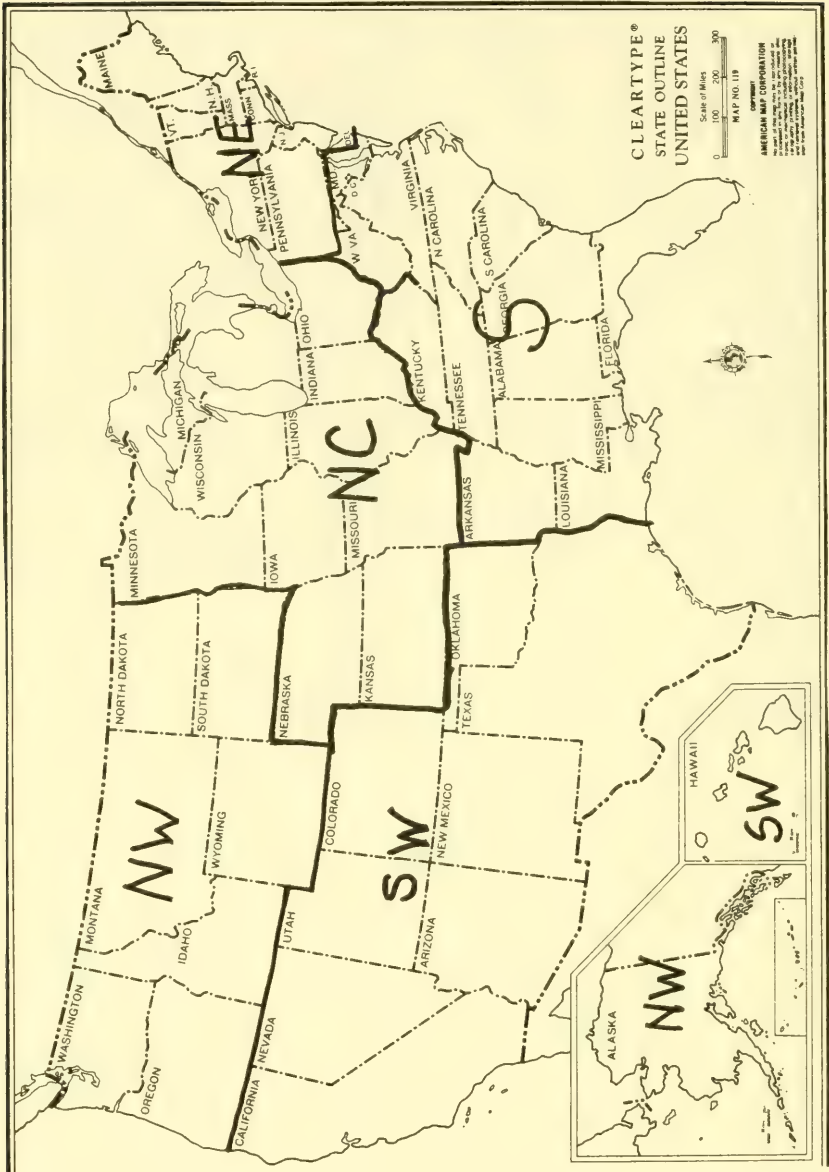 CLEARTYPE®
STATE OUTLINE
UNITED STATES
Scale of Miles
0 100 200 300
MAP NO. 119
COPYRIGHT
AMERICAN MAP CORPORATION
WASHINGTON
OREGON
CALIFORNIA
NEVADA
IDAHO
MONTANA
WYOMING
UTAH
ARIZONA
COLORADO
NEW MEXICO
NORTH DAKOTA
SOUTH DAKOTA
NEBRASKA
KANSAS
OKLAHOMA
TEXAS
MINNESOTA
IOWA
MISSOURI
ARKANSAS
LOUISIANA
WISCONSIN
MICHIGAN
ILLINOIS
INDIANA
OHIO
KENTUCKY
TENNESSEE
MISSISSIPPI
ALABAMA
GEORGIA
FLORIDA
S CAROLINA
N CAROLINA
VIRGINIA
W VA
MD
D C
DEL
PENNSYLVANIA
N J
NEW YOR
CONN
R I
MASS
VT.
N. H.
MAINE
ALASKA
HAWAII
NW
SW
NC
NE
S
NW
SW